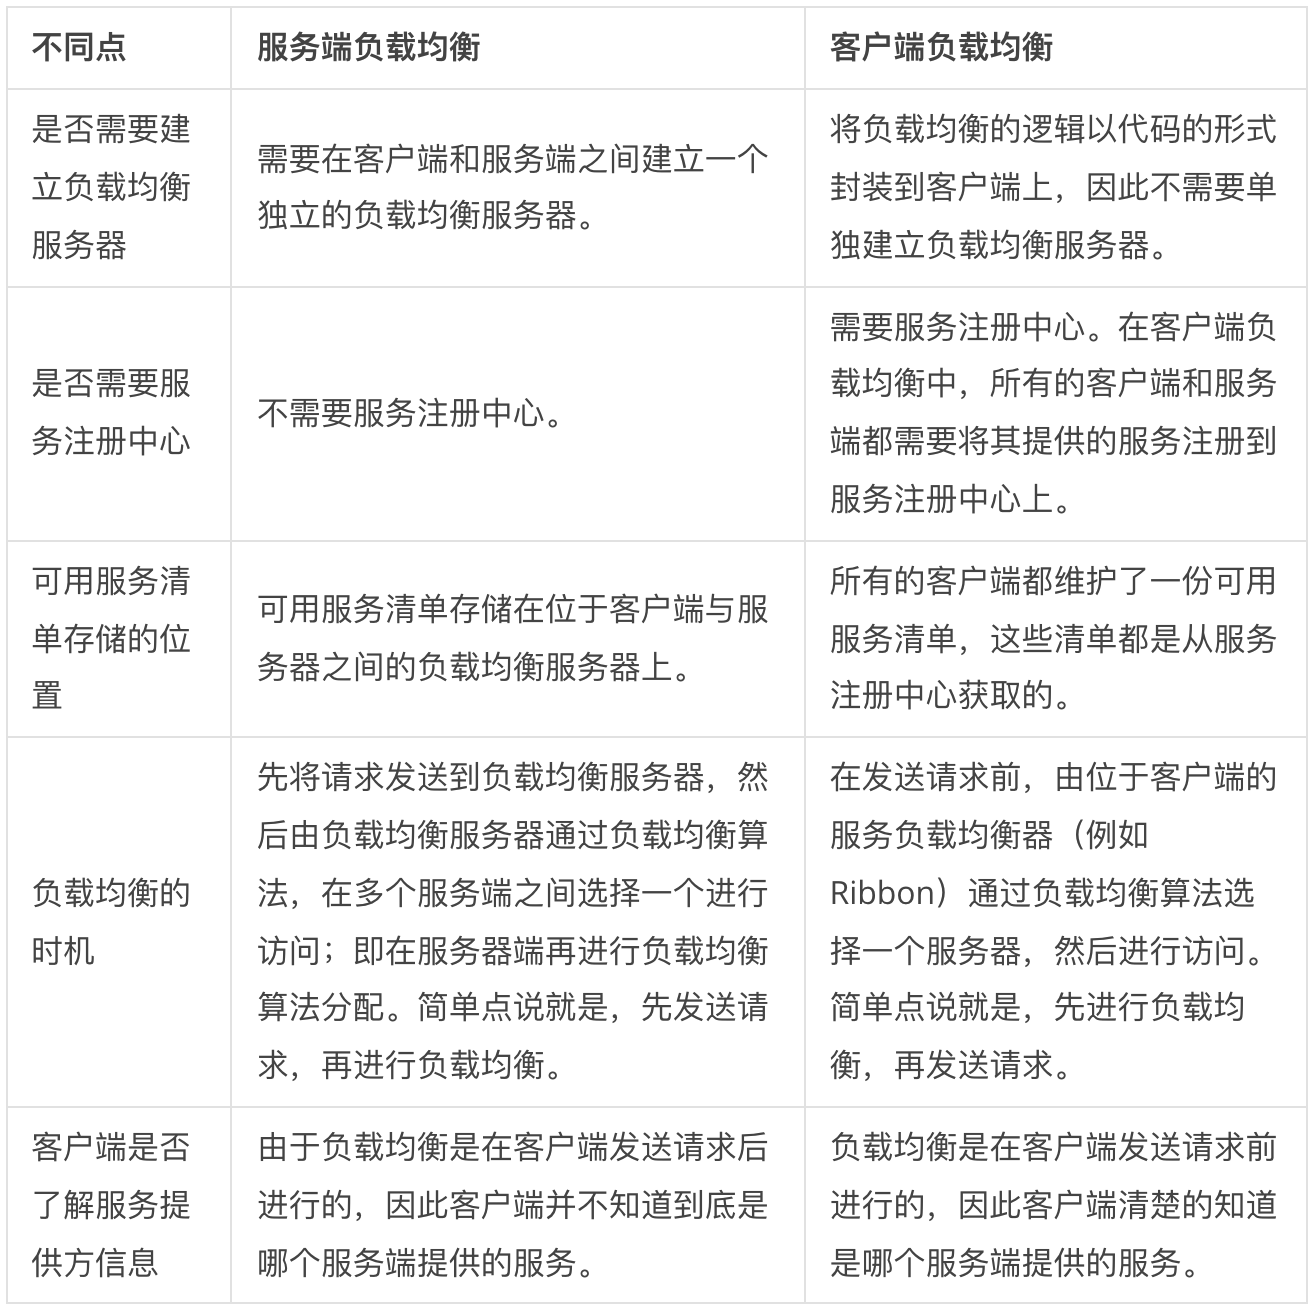 不同点
服务端负载均衡
客户端负载均衡
是否需要建
立负载均衡
服务器
需要在客户端和服务端之间建立一个
独立的负载均衡服务器。
将负载均衡的逻辑以代码的形式
封装到客户端上，因此不需要单
独建立负载均衡服务器。
是否需要服
务注册中心
不需要服务注册中心。
需要服务注册中心。在客户端负
载均衡中，所有的客户端和服务
端都需要将其提供的服务注册到
服务注册中心上。
可用服务清
单存储的位
置
可用服务清单存储在位于客户端与服
务器之间的负载均衡服务器上。
所有的客户端都维护了一份可用
服务清单，这些清单都是从服务
注册中心获取的。
负载均衡的
时机
先将请求发送到负载均衡服务器，然
后由负载均衡服务器通过负载均衡算
法，在多个服务端之间选择一个进行
访问；即在服务器端再进行负载均衡
算法分配。简单点说就是，先发送请
求，再进行负载均衡。
在发送请求前，由位于客户端的
服务负载均衡器（例如
Ribbon）通过负载均衡算法选
择一个服务器，然后进行访问。
简单点说就是，先进行负载均
衡，再发送请求。
客户端是否
了解服务提
供方信息
由于负载均衡是在客户端发送请求后
进行的，因此客户端并不知道到底是
哪个服务端提供的服务。
负载均衡是在客户端发送请求前
进行的，因此客户端清楚的知道
是哪个服务端提供的服务。